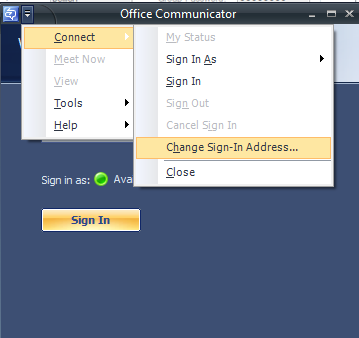 Office Communicator
Connect
Meet Now
View
Tools
Help
My Status
Sign In As
Sign In
Sign Out
Cancel Sign In
Change Sign-In Address...
Close
Sign in as:
Sign In